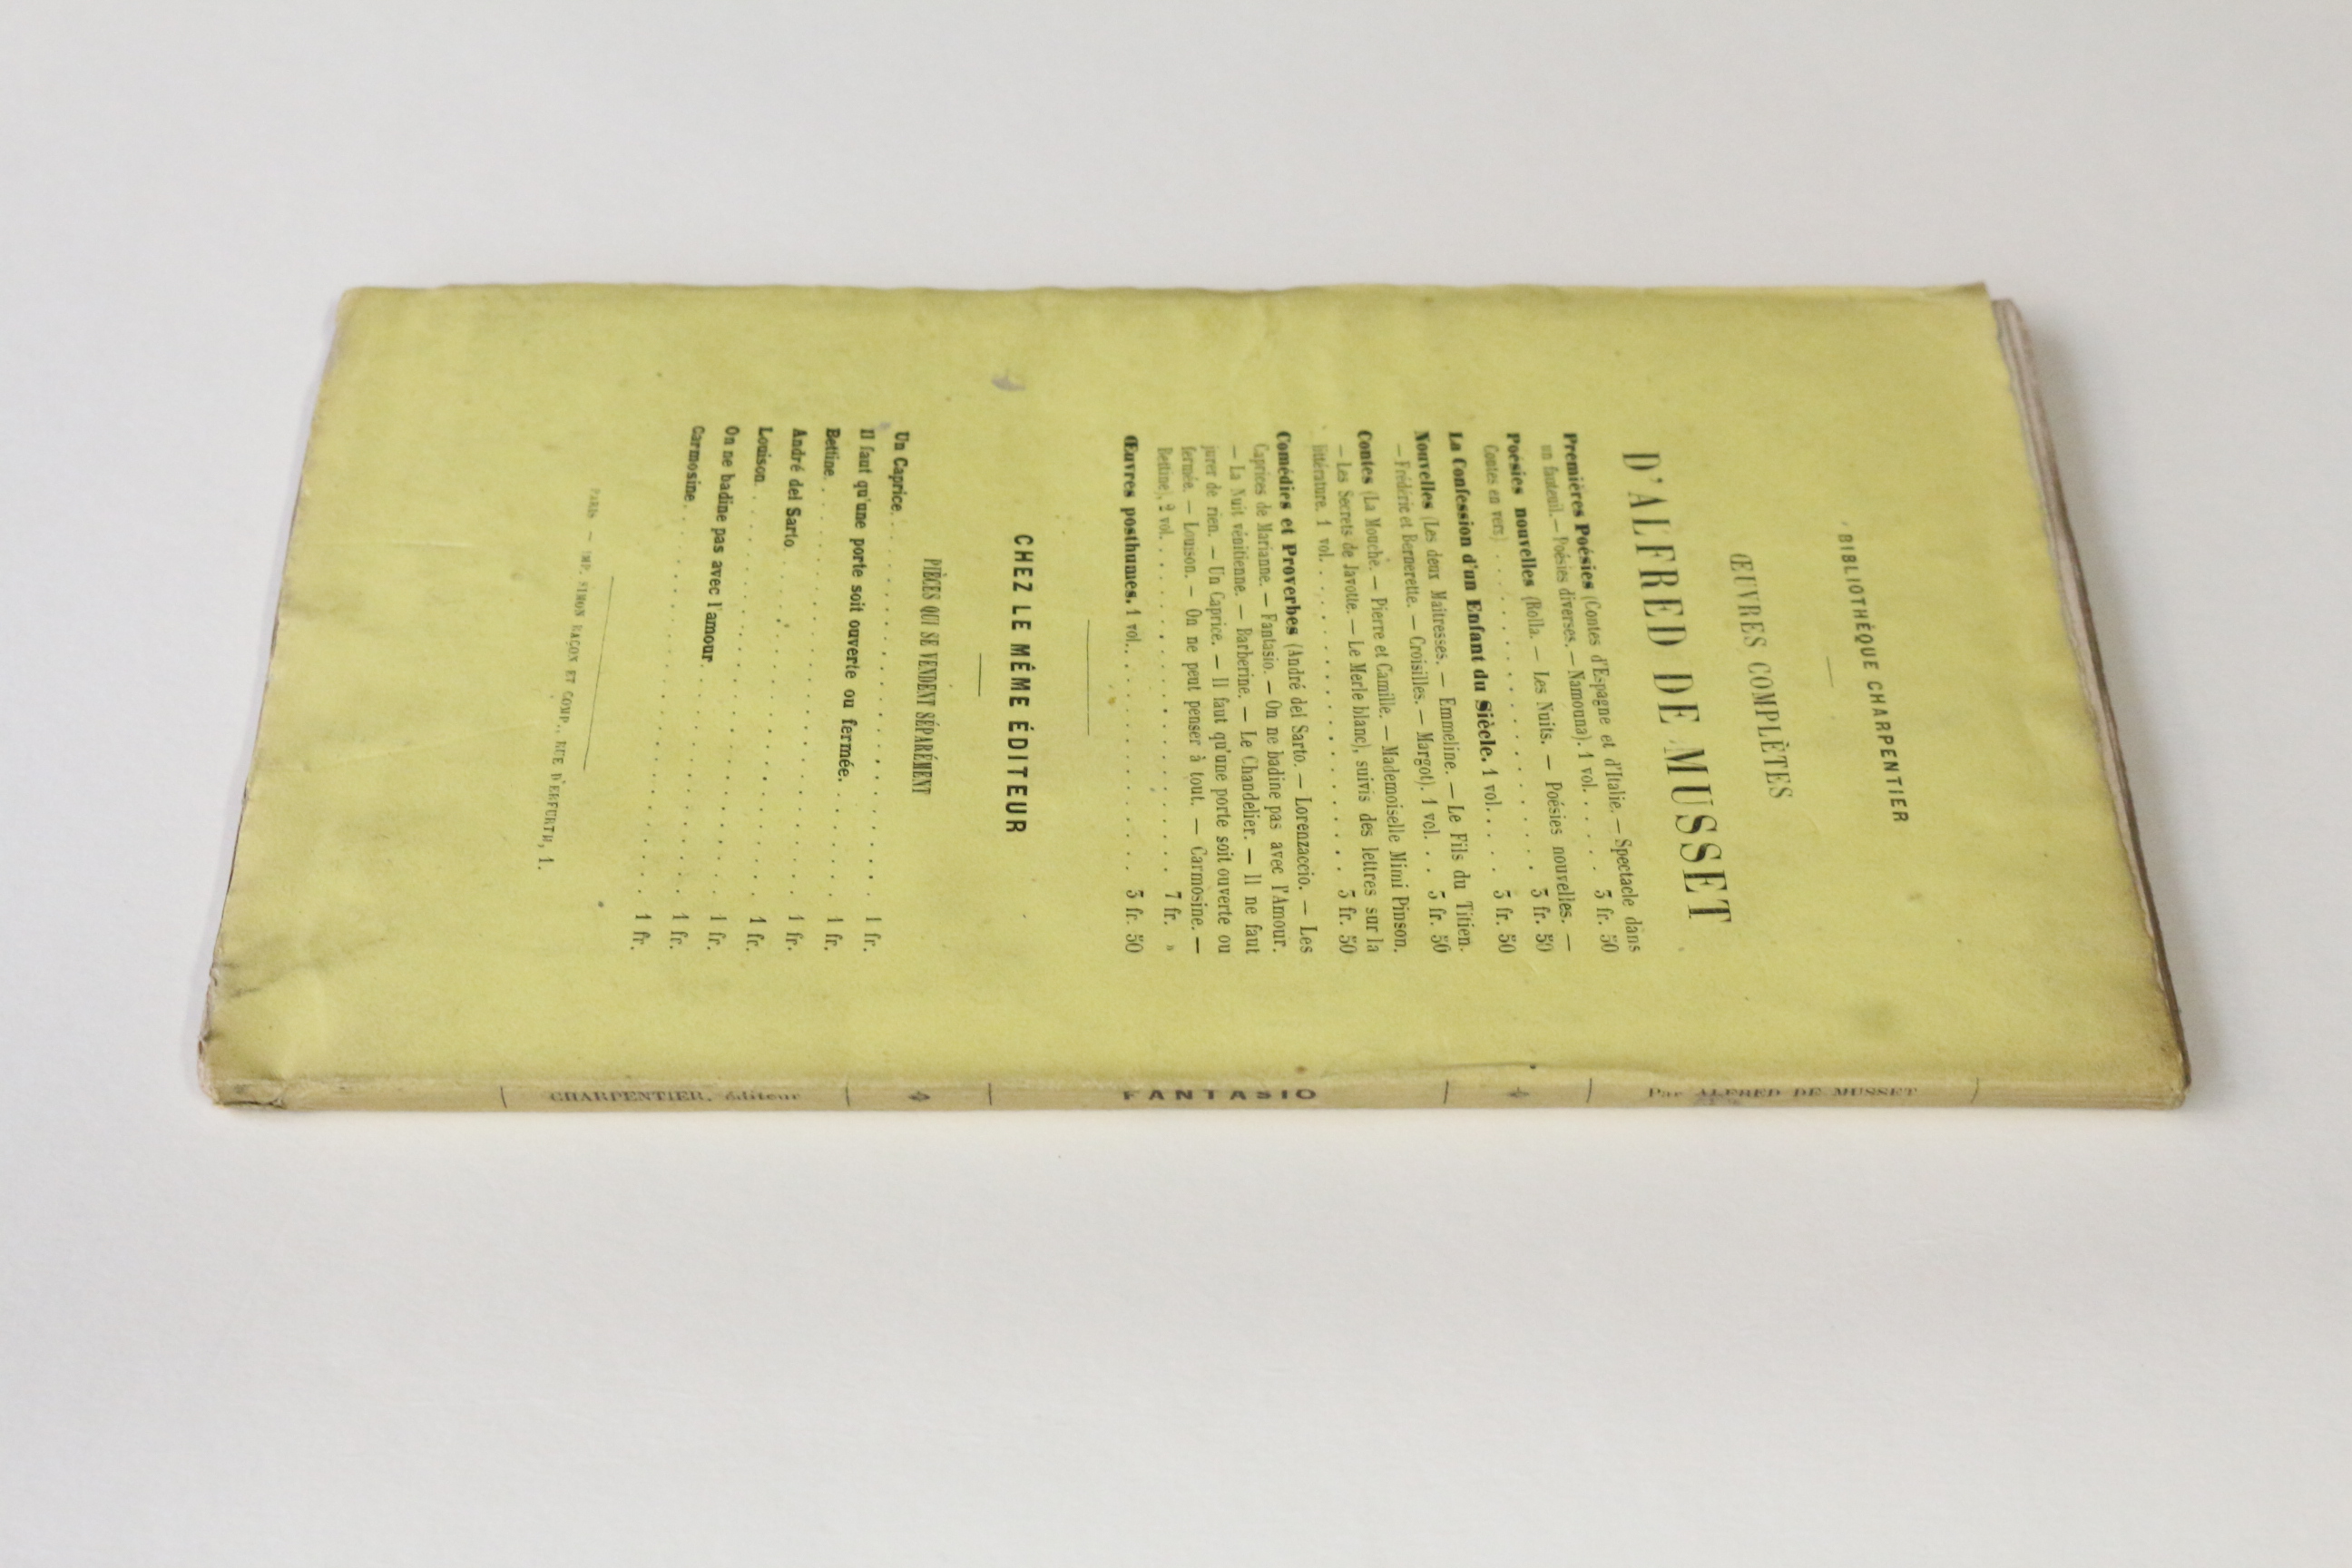 BIBLIOTHÈQUE CHARPENTIER
ŒUVRES COMPLÈTES
D'ALFRED DE MUSSET
Premières Poésies (Contes d'Espagne et d'Italie. — Spectacle dans
un fauteuil. — Poésies diverses. — Namouna). 1 vol. . . . . . 3 fr. 50
Poésies nouvelles (Rolla. — Les Nuits. — Poésies nouvelles. —
Contes en vers) . . . . . . . . . . . . . . . . 3 fr. 50
La Confession d'un Enfant du Siècle. 1 vol. . . . . 3 fr. 50
Nouvelles (Les deux Maîtresses. — Emmeline. — Le Fils du Titien.
— Frédéric et Bernerette. — Croisilles. — Margot). 1 vol. . . . 3 fr. 50
Contes (La Mouche. — Pierre et Camille. — Mademoiselle Mimi Pinson.
— Les Secrets de Javotte. — Le Merle blanc), suivis des lettres sur la
littérature. 1 vol. . . . . . . . . . . . . . . . 3 fr. 50
Comédies et Proverbes (André del Sarto. — Lorenzaccio. — Les
Caprices de Marianne. — Fantasio. — On ne badine pas avec l'Amour.
— La Nuit vénitienne. — Barberine. — Le Chandelier. — Il ne faut
jurer de rien. — Un Caprice. — Il faut qu'une porte soit ouverte ou
fermée. — Louison. — On ne peut penser à tout. — Carmosine. —
Bettine), 2 vol. . . . . . . . . . . . . . . . . 7 fr. »
Œuvres posthumes. 1 vol. . . . . . . . . . . . . . 3 fr. 50
CHEZ LE MÊME ÉDITEUR
PIÈCES QUI SE VENDENT SÉPARÉMENT
Un Caprice. . . . . . . . . . . . . . . . . . 1 fr.
Il faut qu'une porte soit ouverte ou fermée. . . . . . 1 fr.
Bettine. . . . . . . . . . . . . . . . . . . 1 fr.
André del Sarto . . . . . . . . . . . . . . . . 1 fr.
Louison. . . . . . . . . . . . . . . . . . . 1 fr.
On ne badine pas avec l'amour. . . . . . . . . . . 1 fr.
Carmosine. . . . . . . . . . . . . . . . . . . 1 fr.
PARIS — IMP. SIMON RAÇON ET COMP., RUE D'ERFURTH, 1.
CHARPENTIER, éditeur
FANTASIO
Par ALFRED DE MUSSET